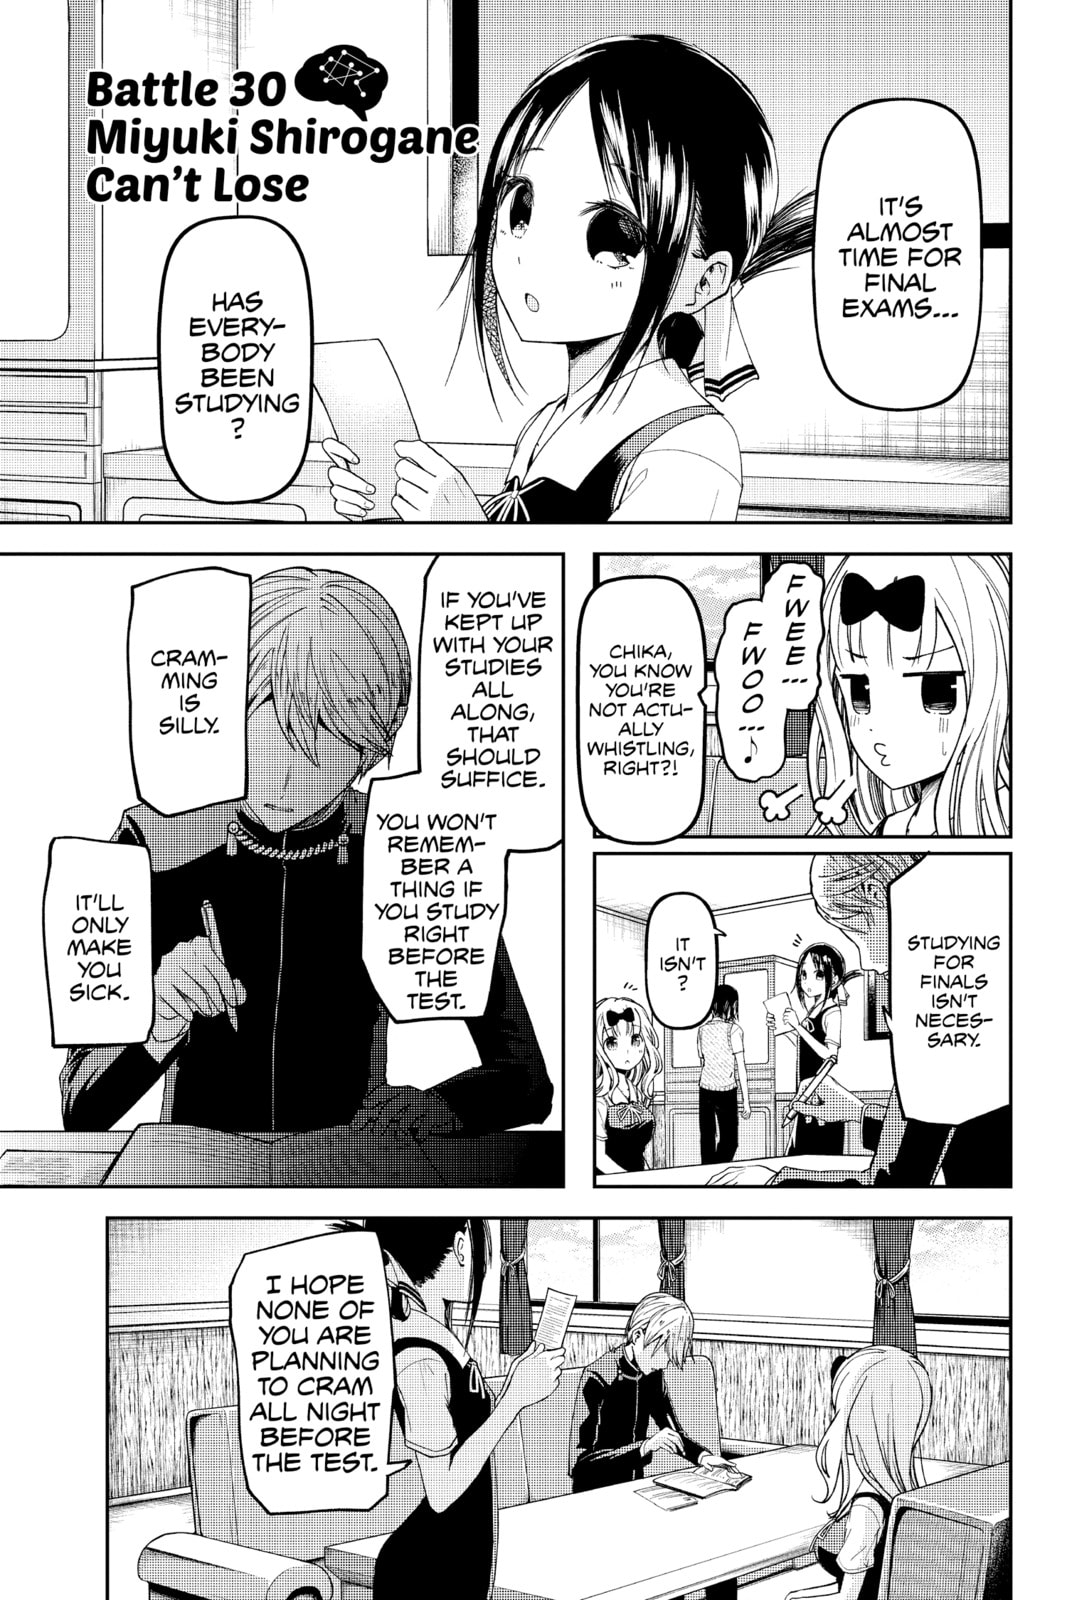 Battle 30
Miyuki Shirogane
Can't Lose
IT'S
ALMOST
TIME FOR
FINAL
EXAMS...
HAS
EVERY-
BODY
BEEN
STUDYING
?
FWEE...
FWOO...♪
CHIKA,
YOU KNOW
YOU'RE
NOT ACTU-
ALLY
WHISTLING,
RIGHT?!
STUDYING
FOR
FINALS
ISN'T
NECES-
SARY.
IT
ISN'T
?
IF YOU'VE
KEPT UP
WITH YOUR
STUDIES
ALL
ALONG,
THAT
SHOULD
SUFFICE.
YOU WON'T
REMEM-
BER A
THING IF
YOU STUDY
RIGHT
BEFORE
THE
TEST.
CRAM-
MING
IS
SILLY.
IT'LL
ONLY
MAKE
YOU
SICK.
I HOPE
NONE OF
YOU ARE
PLANNING
TO CRAM
ALL NIGHT
BEFORE
THE TEST.